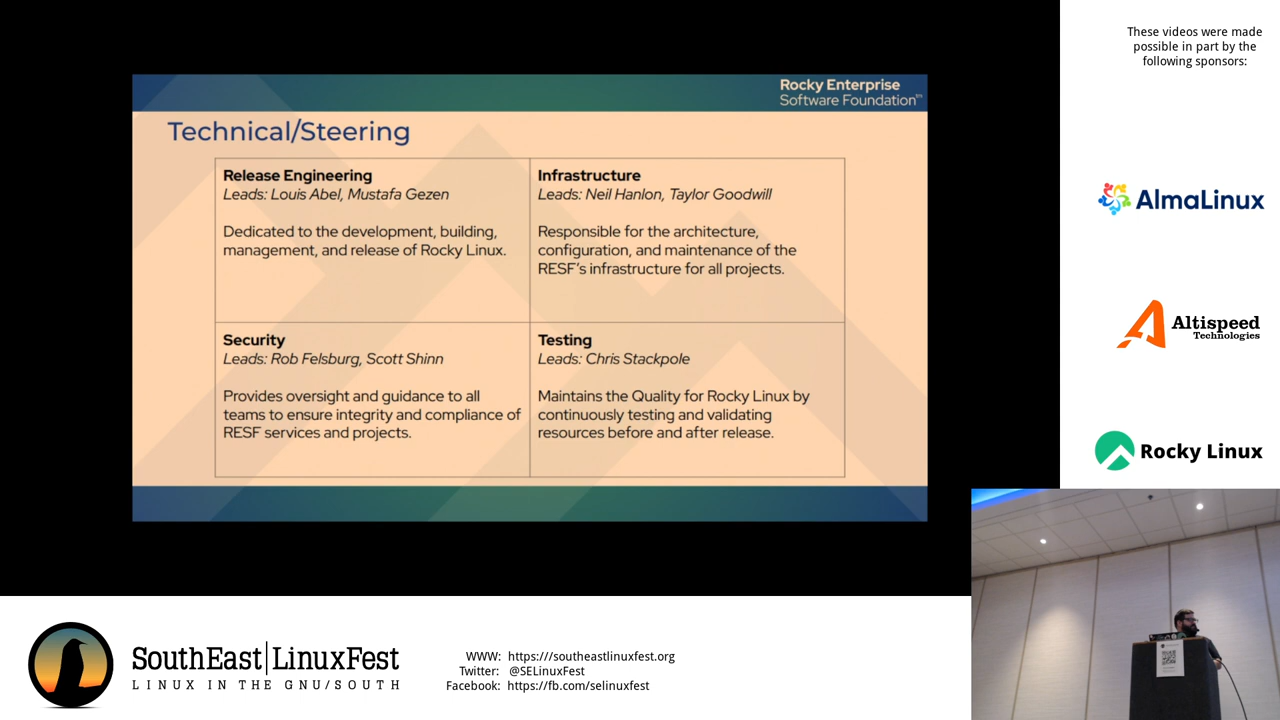 These videos were made
possible in part by the
following sponsors:
Rocky Enterprise
Software Foundation™
Technical/Steering
Release Engineering
Leads: Louis Abel, Mustafa Gezen
Dedicated to the development, building,
management, and release of Rocky Linux.
Infrastructure
Leads: Neil Hanlon, Taylor Goodwill
Responsible for the architecture,
configuration, and maintenance of the
RESF's infrastructure for all projects.
Security
Leads: Rob Felsburg, Scott Shinn
Provides oversight and guidance to all
teams to ensure integrity and compliance of
RESF services and projects.
Testing
Leads: Chris Stackpole
Maintains the Quality for Rocky Linux by
continuously testing and validating
resources before and after release.
AlmaLinux
Altispeed
Technologies
Rocky Linux
SouthEast|LinuxFest
LINUX IN THE GNU/SOUTH
WWW: https://southeastlinuxfest.org
Twitter: @SELinuxFest
Facebook: https://fb.com/selinuxfest